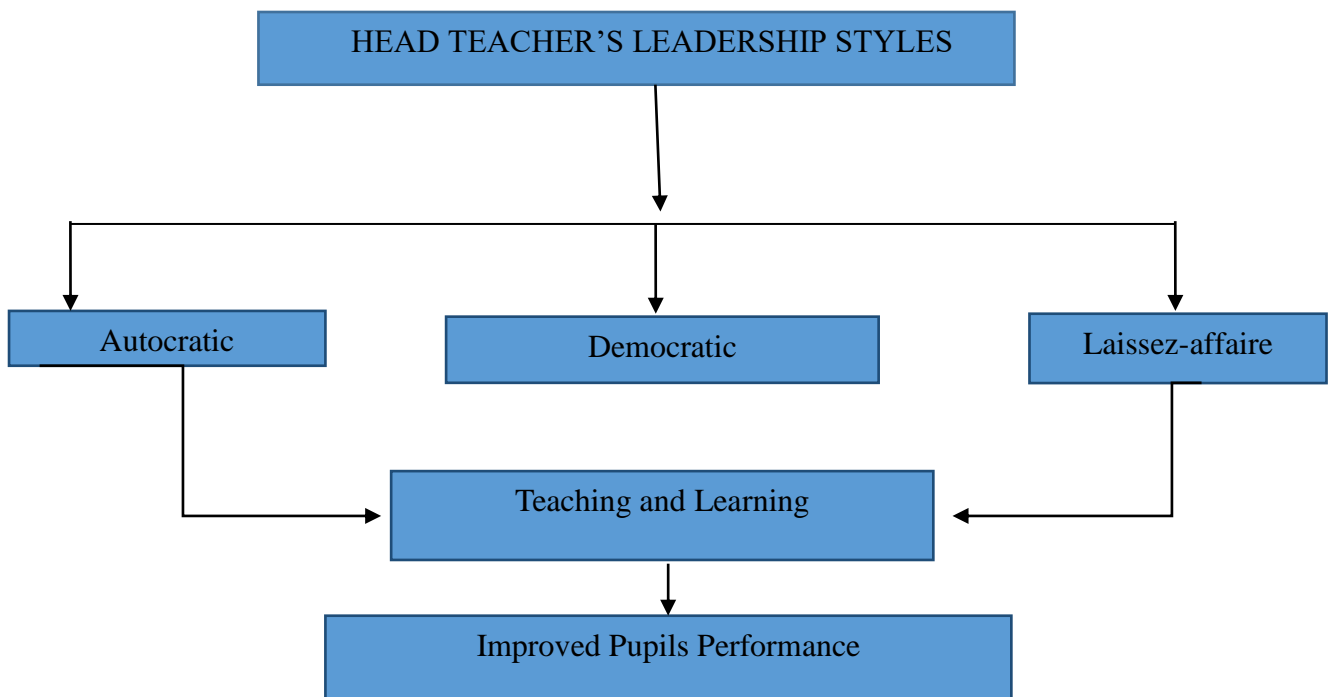 HEAD TEACHER’S LEADERSHIP STYLES
Autocratic
Democratic
Laissez-affaire
Teaching and Learning
Improved Pupils Performance